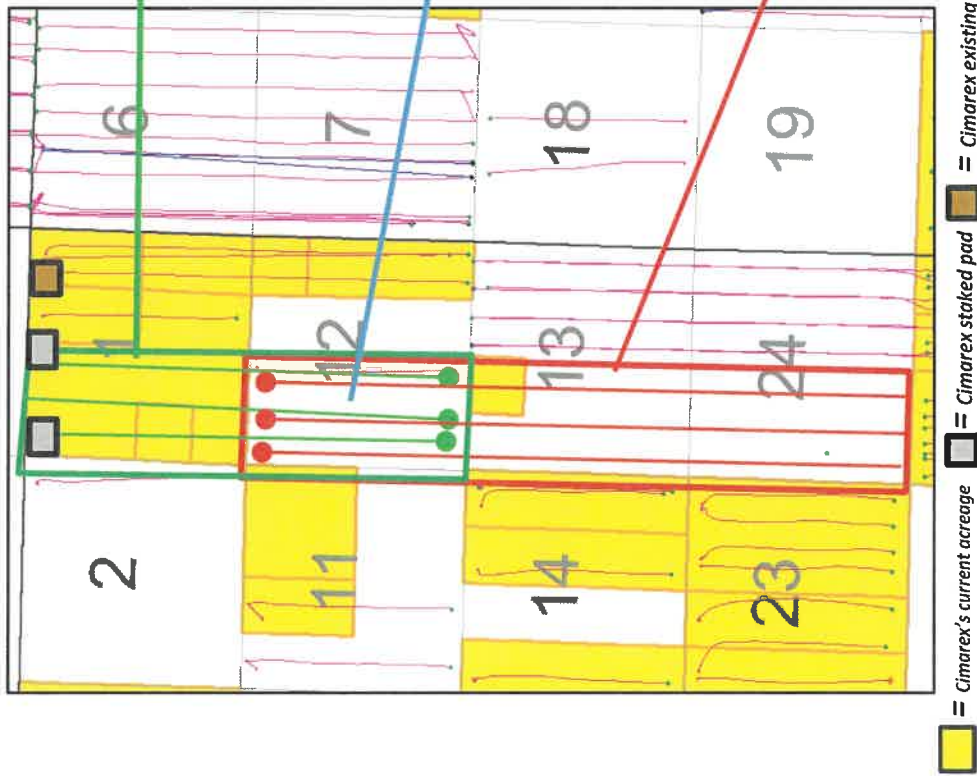 2 1 6
11 12 7
14 13 18
23 24 19
= Cimarex's current acreage = Cimarex staked pad = Cimarex existing